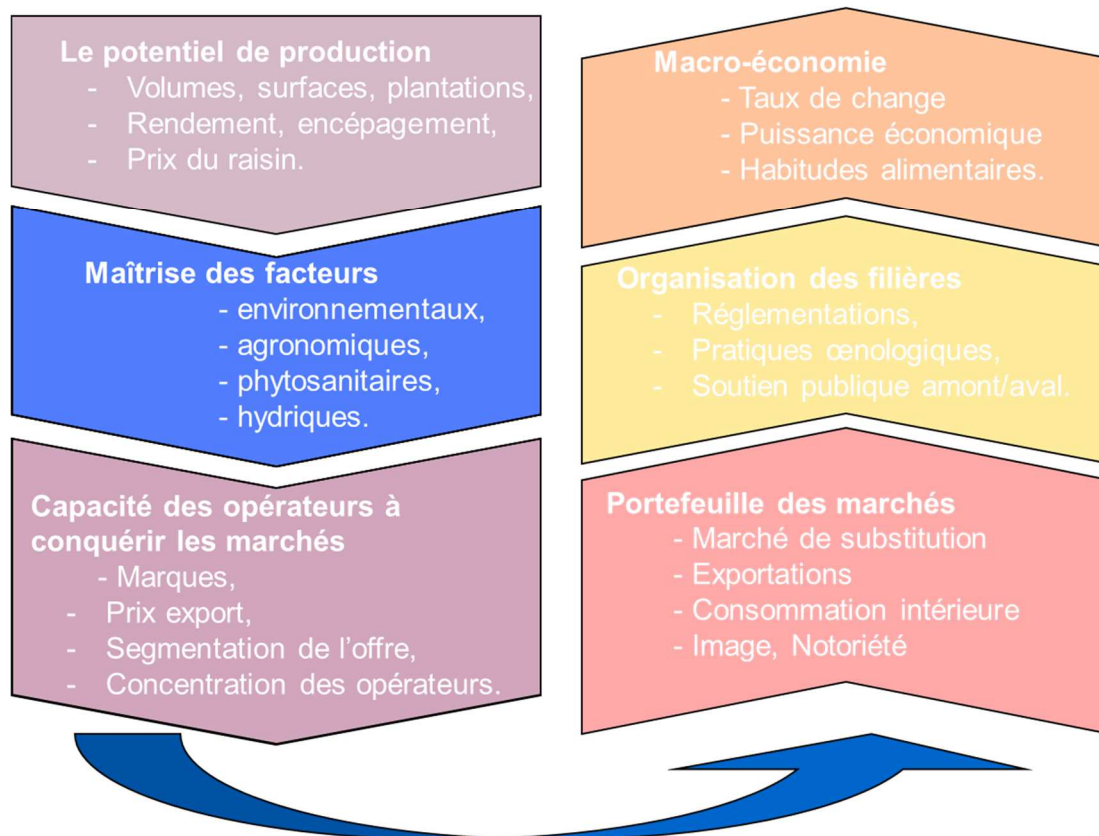 Le potentiel de production
- Volumes, surfaces, plantations,
- Rendement, encépagement,
- Prix du raisin.
Maîtrise des facteurs
- environnementaux,
- agronomiques,
- phytosanitaires,
- hydriques.
Capacité des opérateurs à
conquérir les marchés
- Marques,
- Prix export,
- Segmentation de l’offre,
- Concentration des opérateurs.
Macro-économie
- Taux de change
- Puissance économique
- Habitudes alimentaires.
Organisation des filières
- Réglementations,
- Pratiques œnologiques,
- Soutien publique amont/aval.
Portefeuille des marchés
- Marché de substitution
- Exportations
- Consommation intérieure
- Image, Notoriété